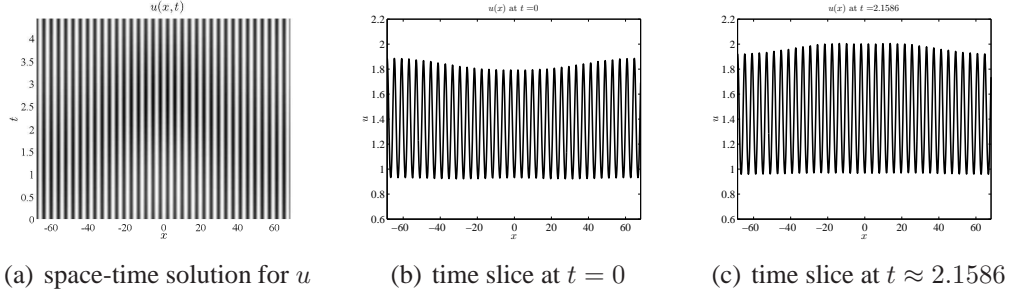 u(x,t)
4
3.5
3
2.5
2
1.5
1
0.5
0
t
-60 -40 -20 0 20 40 60
x
(a) space-time solution for u
u(x) at t =0
2.2
2
1.8
1.6
1.4
1.2
1
0.8
0.6
u
−60 −40 −20 0 20 40 60
x
(b) time slice at t = 0
u(x) at t =2.1586
2.2
2
1.8
1.6
1.4
1.2
1
0.8
0.6
u
−60 −40 −20 0 20 40 60
x
(c) time slice at t ≈ 2.1586